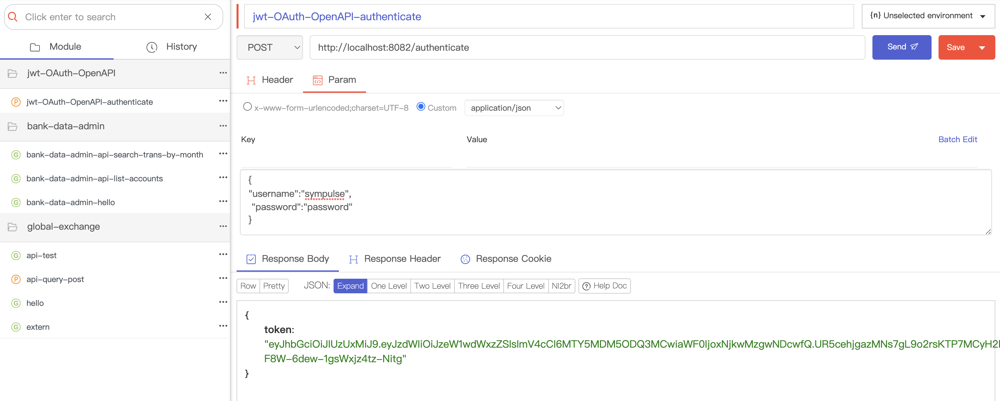 Click enter to search
Module
History
jwt-OAuth-OpenAPI
P jwt-OAuth-OpenAPI-authenticate
bank-data-admin
G bank-data-admin-api-search-trans-by-month
G bank-data-admin-api-list-accounts
G bank-data-admin-hello
global-exchange
G api-test
P api-query-post
G hello
G extern
jwt-OAuth-OpenAPI-authenticate
{n} Unselected environment
POST
http://localhost:8082/authenticate
Send
Save
Header
Param
x-www-form-urlencoded;charset=UTF-8
Custom
application/json
Key
Value
Batch Edit
{
"username":"sympulse",
"password":"password"
}
Response Body
Response Header
Response Cookie
Row
Pretty
JSON:
Expand
One Level
Two Level
Three Level
Four Level
Nl2br
Help Doc
{
token:
"eyJhbGciOiJIUzUxMiJ9.eyJzdWIiOiJzeW1wdWxzZSIsImV4cCI6MTY5MDM5ODQ3MCwiaWF0IjoxNjkwMzgwNDcwfQ.UR5cehjgazMNs7gL9o2rsKTP7MCyH2
F8W-6dew-1gsWxjz4tz-Nitg"
}